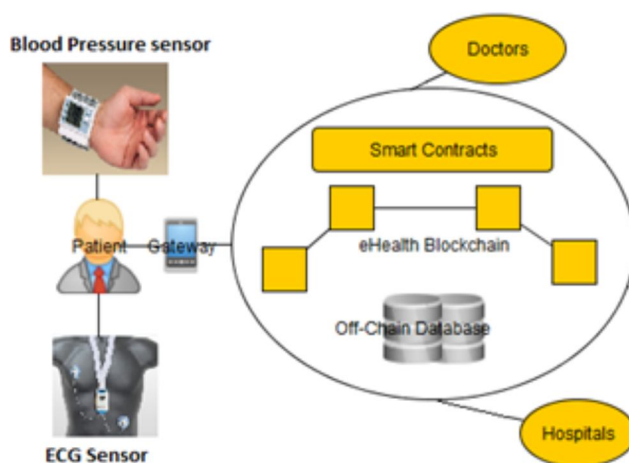 Blood Pressure sensor
Doctors
Smart Contracts
Patient
Gateway
eHealth Blockchain
Off-Chain Database
Hospitals
ECG Sensor